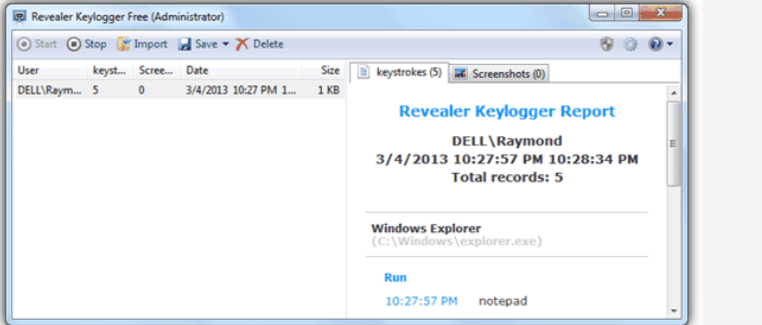 Revealer Keylogger Free (Administrator)
Start Stop Import Save Delete
User keyst... Scree... Date Size
DELL\Raym... 5 0 3/4/2013 10:27 PM 1... 1 KB
keystrokes (5) Screenshots (0)
Revealer Keylogger Report
DELL\Raymond
3/4/2013 10:27:57 PM 10:28:34 PM
Total records: 5
Windows Explorer
(C:\Windows\explorer.exe)
Run
10:27:57 PM notepad